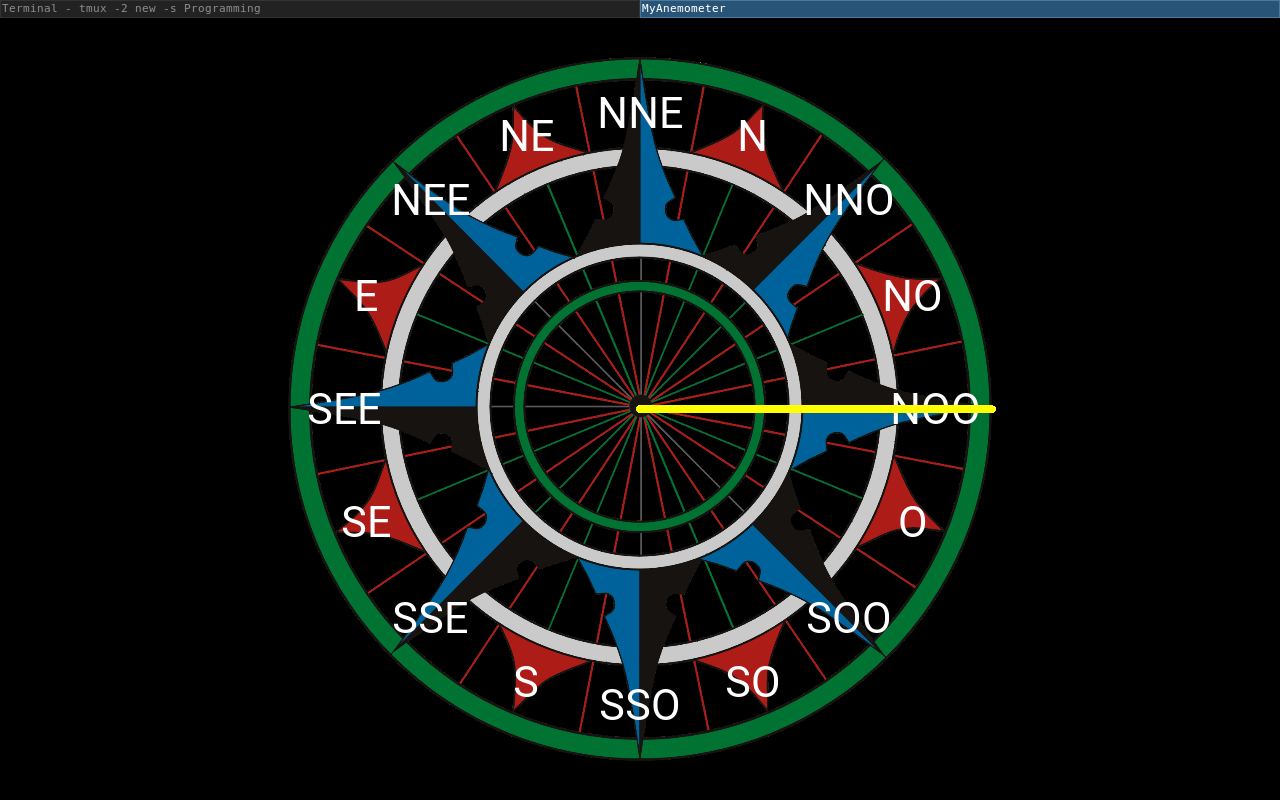 Terminal - tmux -2 new -s Programming
MyAnemometer
NNE
NE
N
NEE
NNO
E
NO
SEE
NOO
SE
O
SSE
SOO
S
SO
SSO